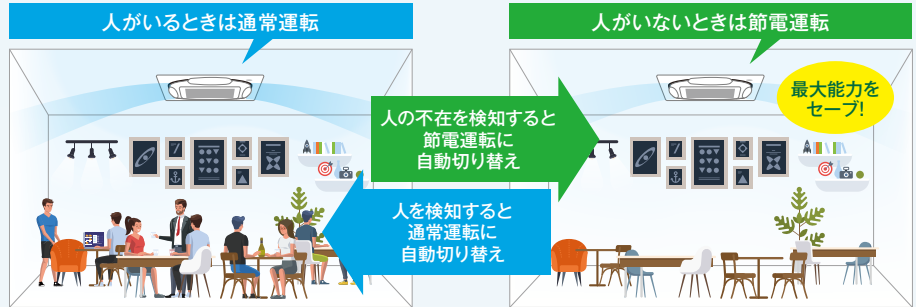 人がいるときは通常運転
人がいないときは節電運転
最大能力を
セーブ!
人の不在を検知すると
節電運転に
自動切り替え
人を検知すると
通常運転に
自動切り替え